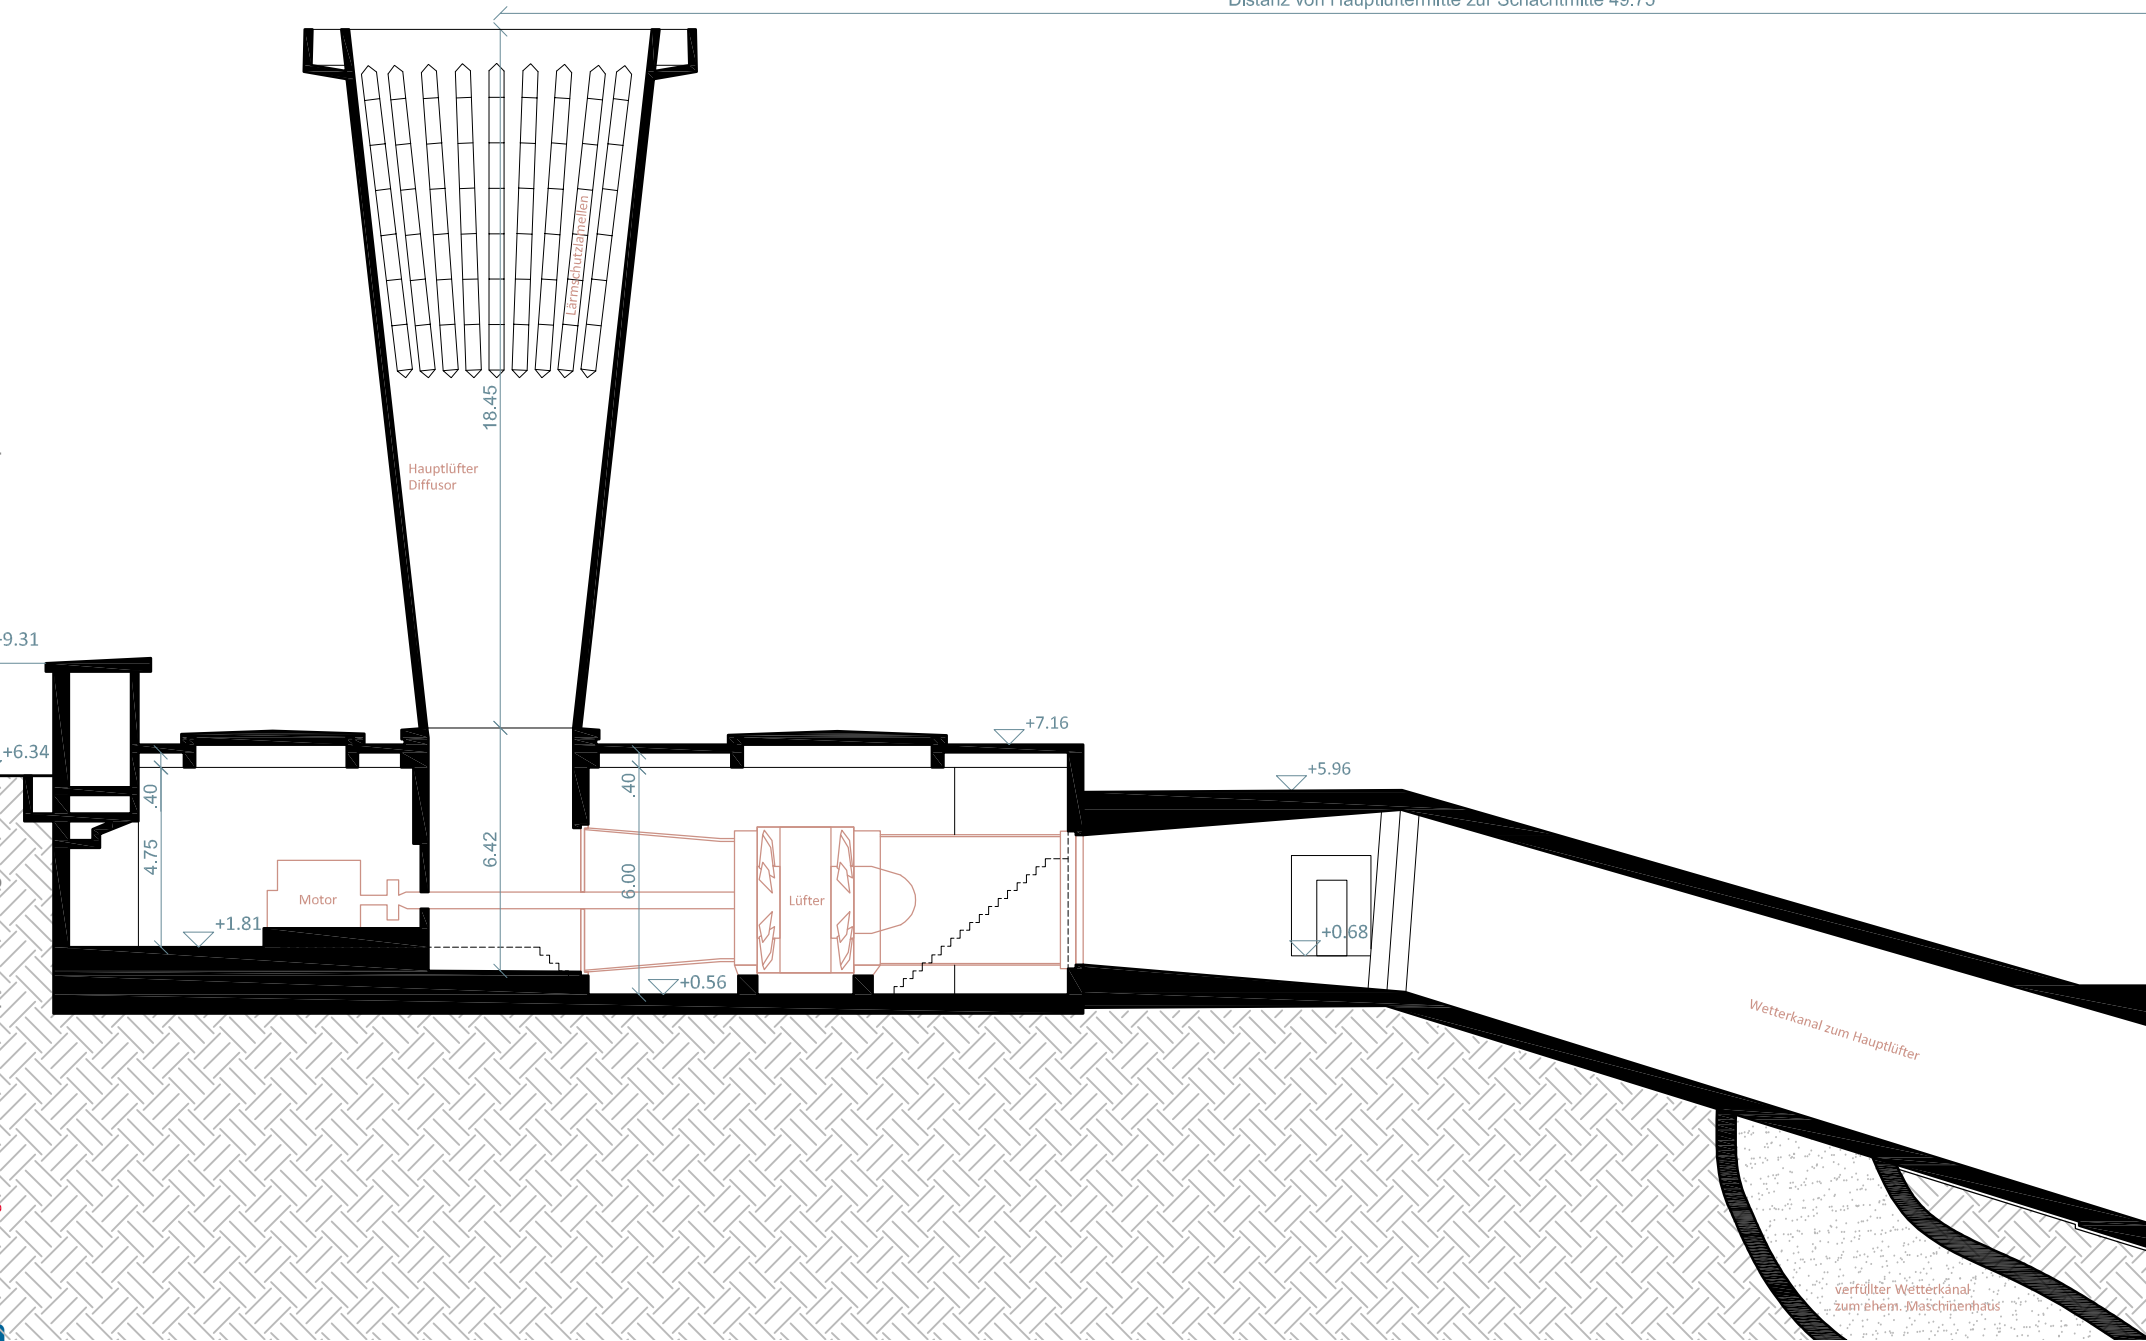 Distanz von Hauptlüftermitte zur Schachtmitte 49.75
Lärmschutzlamellen
18.45
Hauptlüfter
Diffusor
9.31
+7.16
+6.34
+5.96
.40
.40
4.75
6.42
6.00
Motor
Lüfter
+1.81
+0.68
+0.56
Wetterkanal zum Hauptlüfter
verfüllter Wetterkanal
zum ehem. Maschinenhaus